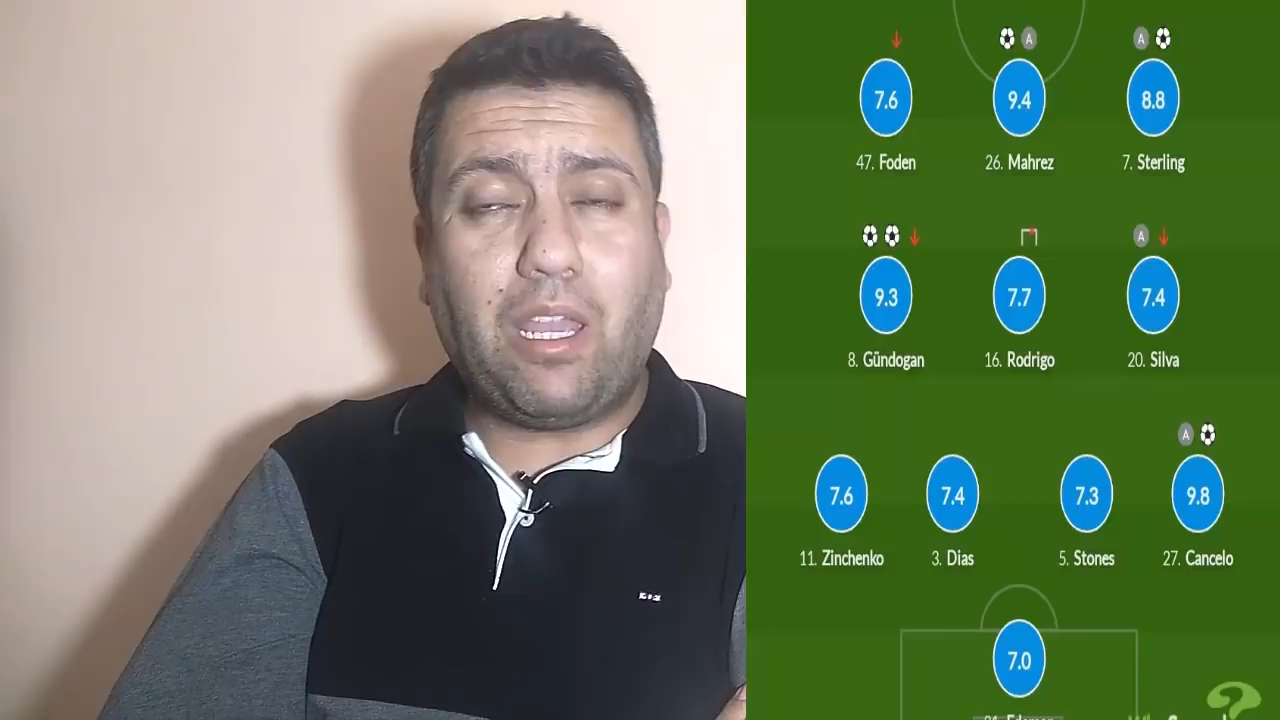 A A
7.6 9.4 8.8
47. Foden 26. Mahrez 7. Sterling
A
9.3 7.7 7.4
8. Gündogan 16. Rodrigo 20. Silva
A
7.6 7.4 7.3 9.8
11. Zinchenko 3. Dias 5. Stones 27. Cancelo
7.0